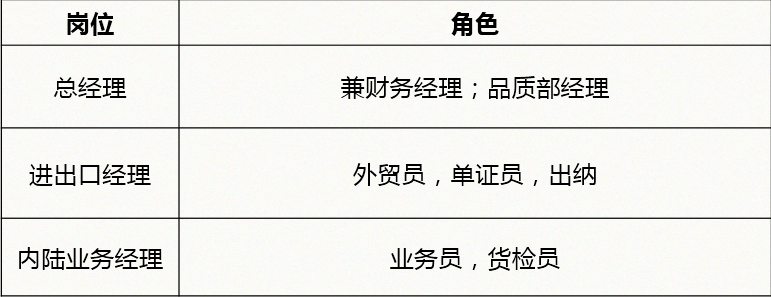 岗位 角色
总经理 兼财务经理；品质部经理
进出口经理 外贸员，单证员，出纳
内陆业务经理 业务员，货检员